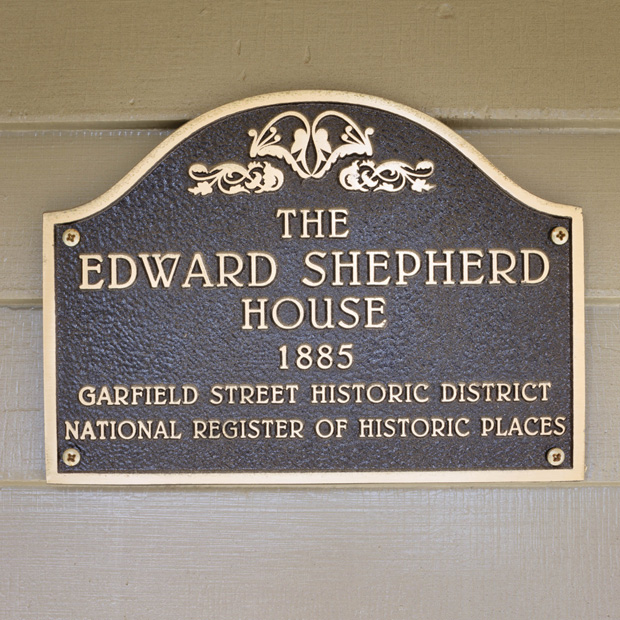 THE
EDWARD SHEPHERD
HOUSE
1885
GARFIELD STREET HISTORIC DISTRICT
NATIONAL REGISTER OF HISTORIC PLACES